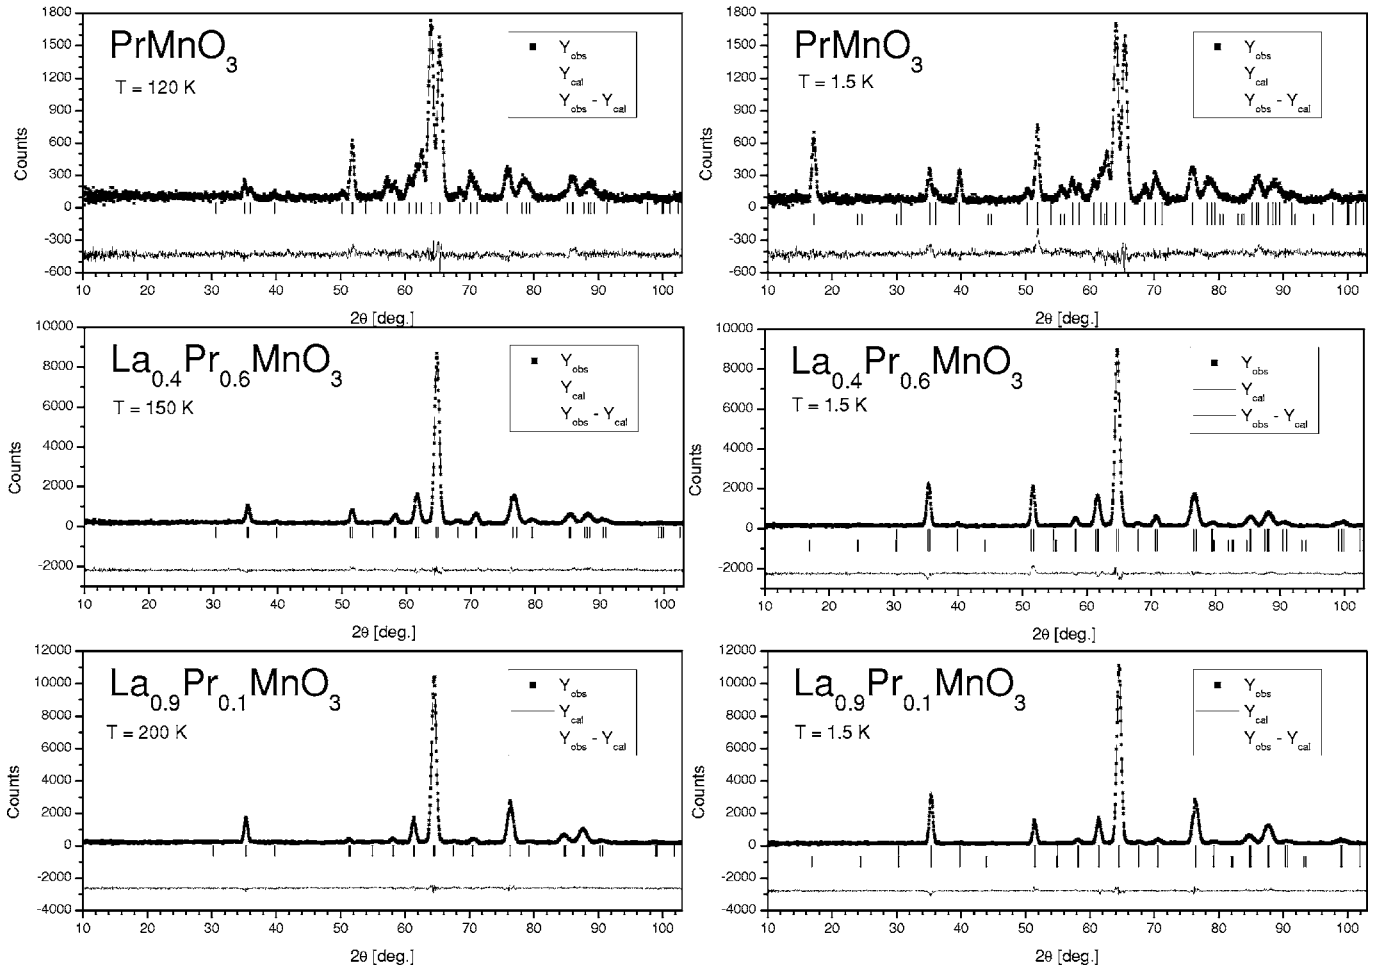 PrMnO3
T = 120 K
Yobs
Ycal
Yobs - Ycal
Counts
1800
1500
1200
900
600
300
0
-300
-600
10 20 30 40 50 60 70 80 90 100
2θ [deg.]
PrMnO3
T = 1.5 K
Yobs
Ycal
Yobs - Ycal
Counts
1800
1500
1200
900
600
300
0
-300
-600
10 20 30 40 50 60 70 80 90 100
2θ [deg.]
La0.4Pr0.6MnO3
T = 150 K
Yobs
Ycal
Yobs - Ycal
Counts
10000
8000
6000
4000
2000
0
-2000
10 20 30 40 50 60 70 80 90 100
2θ [deg.]
La0.4Pr0.6MnO3
T = 1.5 K
Yobs
Ycal
Yobs - Ycal
Counts
10000
8000
6000
4000
2000
0
-2000
10 20 30 40 50 60 70 80 90 100
2θ [deg.]
La0.9Pr0.1MnO3
T = 200 K
Yobs
Ycal
Yobs - Ycal
Counts
12000
10000
8000
6000
4000
2000
0
-2000
-4000
10 20 30 40 50 60 70 80 90 100
2θ [deg.]
La0.9Pr0.1MnO3
T = 1.5 K
Yobs
Ycal
Yobs - Ycal
Counts
12000
10000
8000
6000
4000
2000
0
-2000
-4000
10 20 30 40 50 60 70 80 90 100
2θ [deg.]